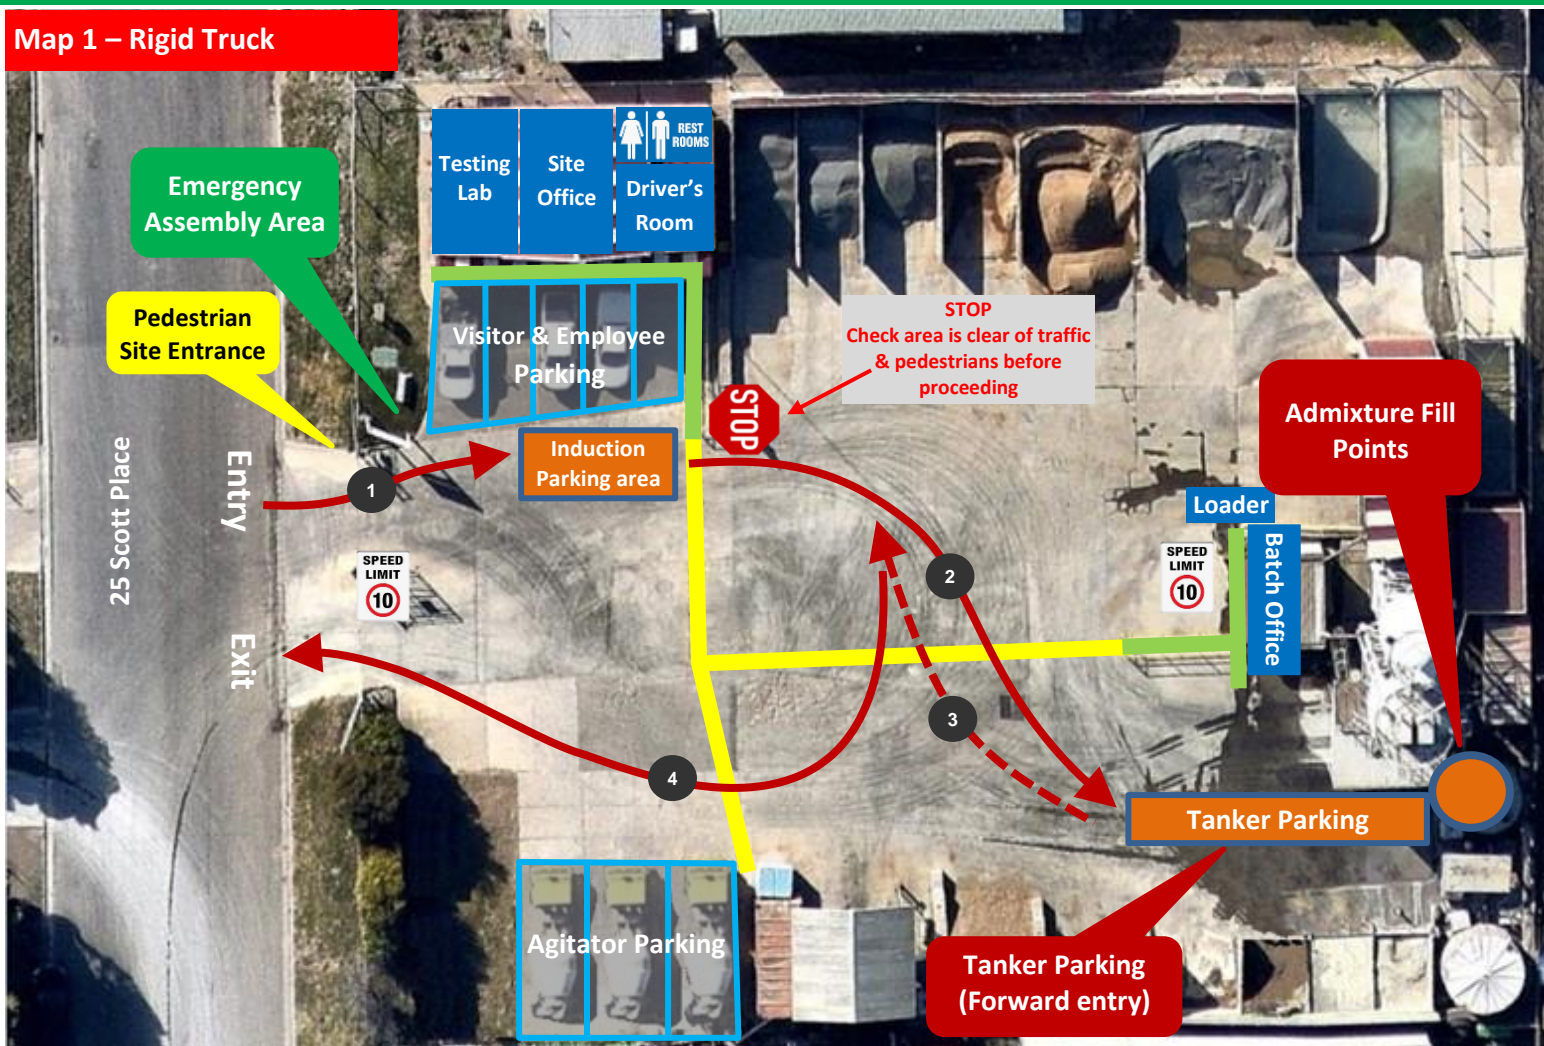 Map 1 – Rigid Truck
Emergency
Assembly Area
Pedestrian
Site Entrance
Testing
Lab
Site
Office
REST
ROOMS
Driver's
Room
Visitor & Employee
Parking
STOP
Check area is clear of traffic
& pedestrians before
proceeding
STOP
Admixture Fill
Points
Induction
Parking area
25 Scott Place
Entry
1
SPEED
LIMIT
10
Loader
SPEED
LIMIT
10
Batch Office
2
Exit
3
4
Tanker Parking
Agitator Parking
Tanker Parking
(Forward entry)